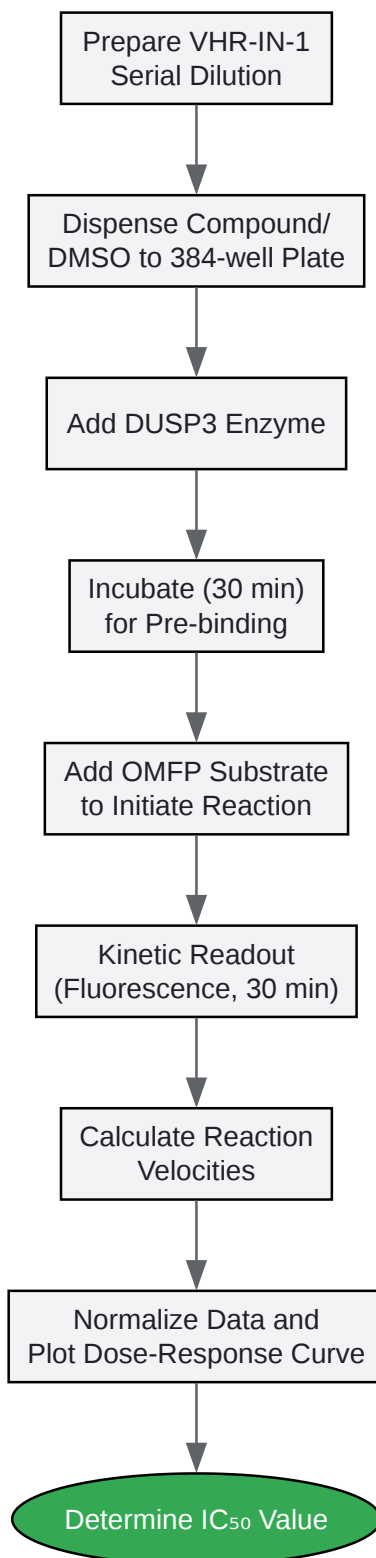 Prepare VHR-IN-1
Serial Dilution
Dispense Compound/
DMSO to 384-well Plate
Add DUSP3 Enzyme
Incubate (30 min)
for Pre-binding
Add OMFP Substrate
to Initiate Reaction
Kinetic Readout
(Fluorescence, 30 min)
Calculate Reaction
Velocities
Normalize Data and
Plot Dose-Response Curve
Determine IC₅₀ Value